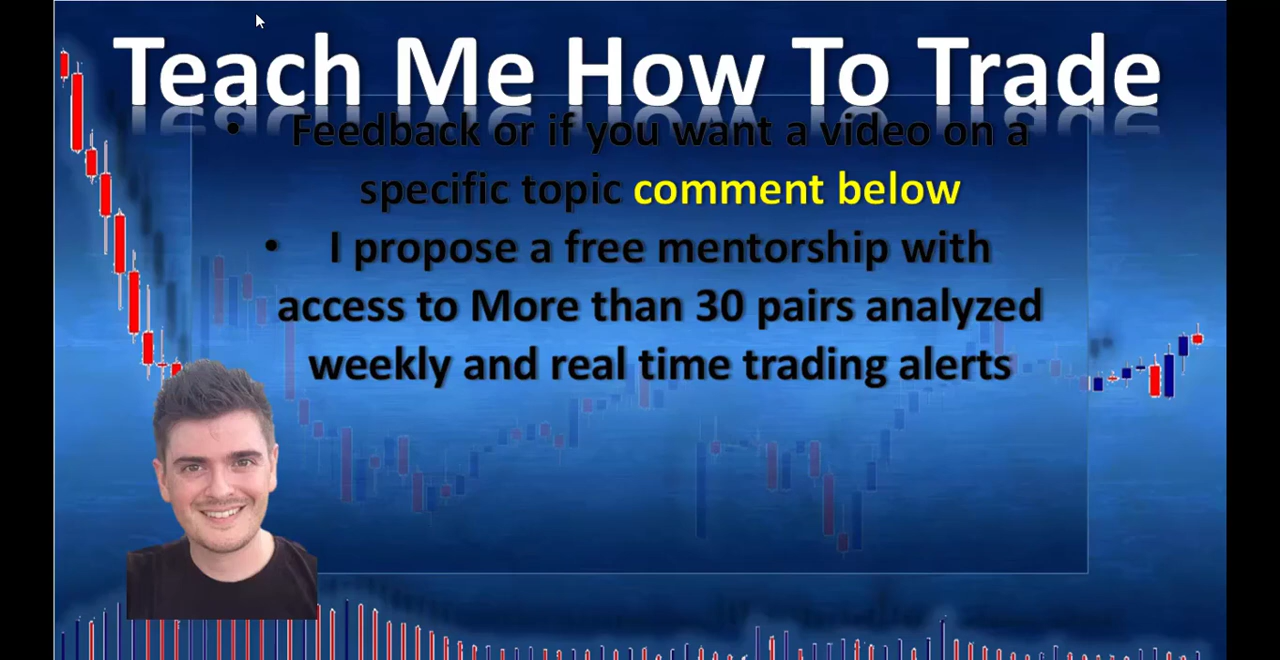 Teach Me How To Trade
• Feedback or if you want a video on a
specific topic comment below
• I propose a free mentorship with
access to More than 30 pairs analyzed
weekly and real time trading alerts